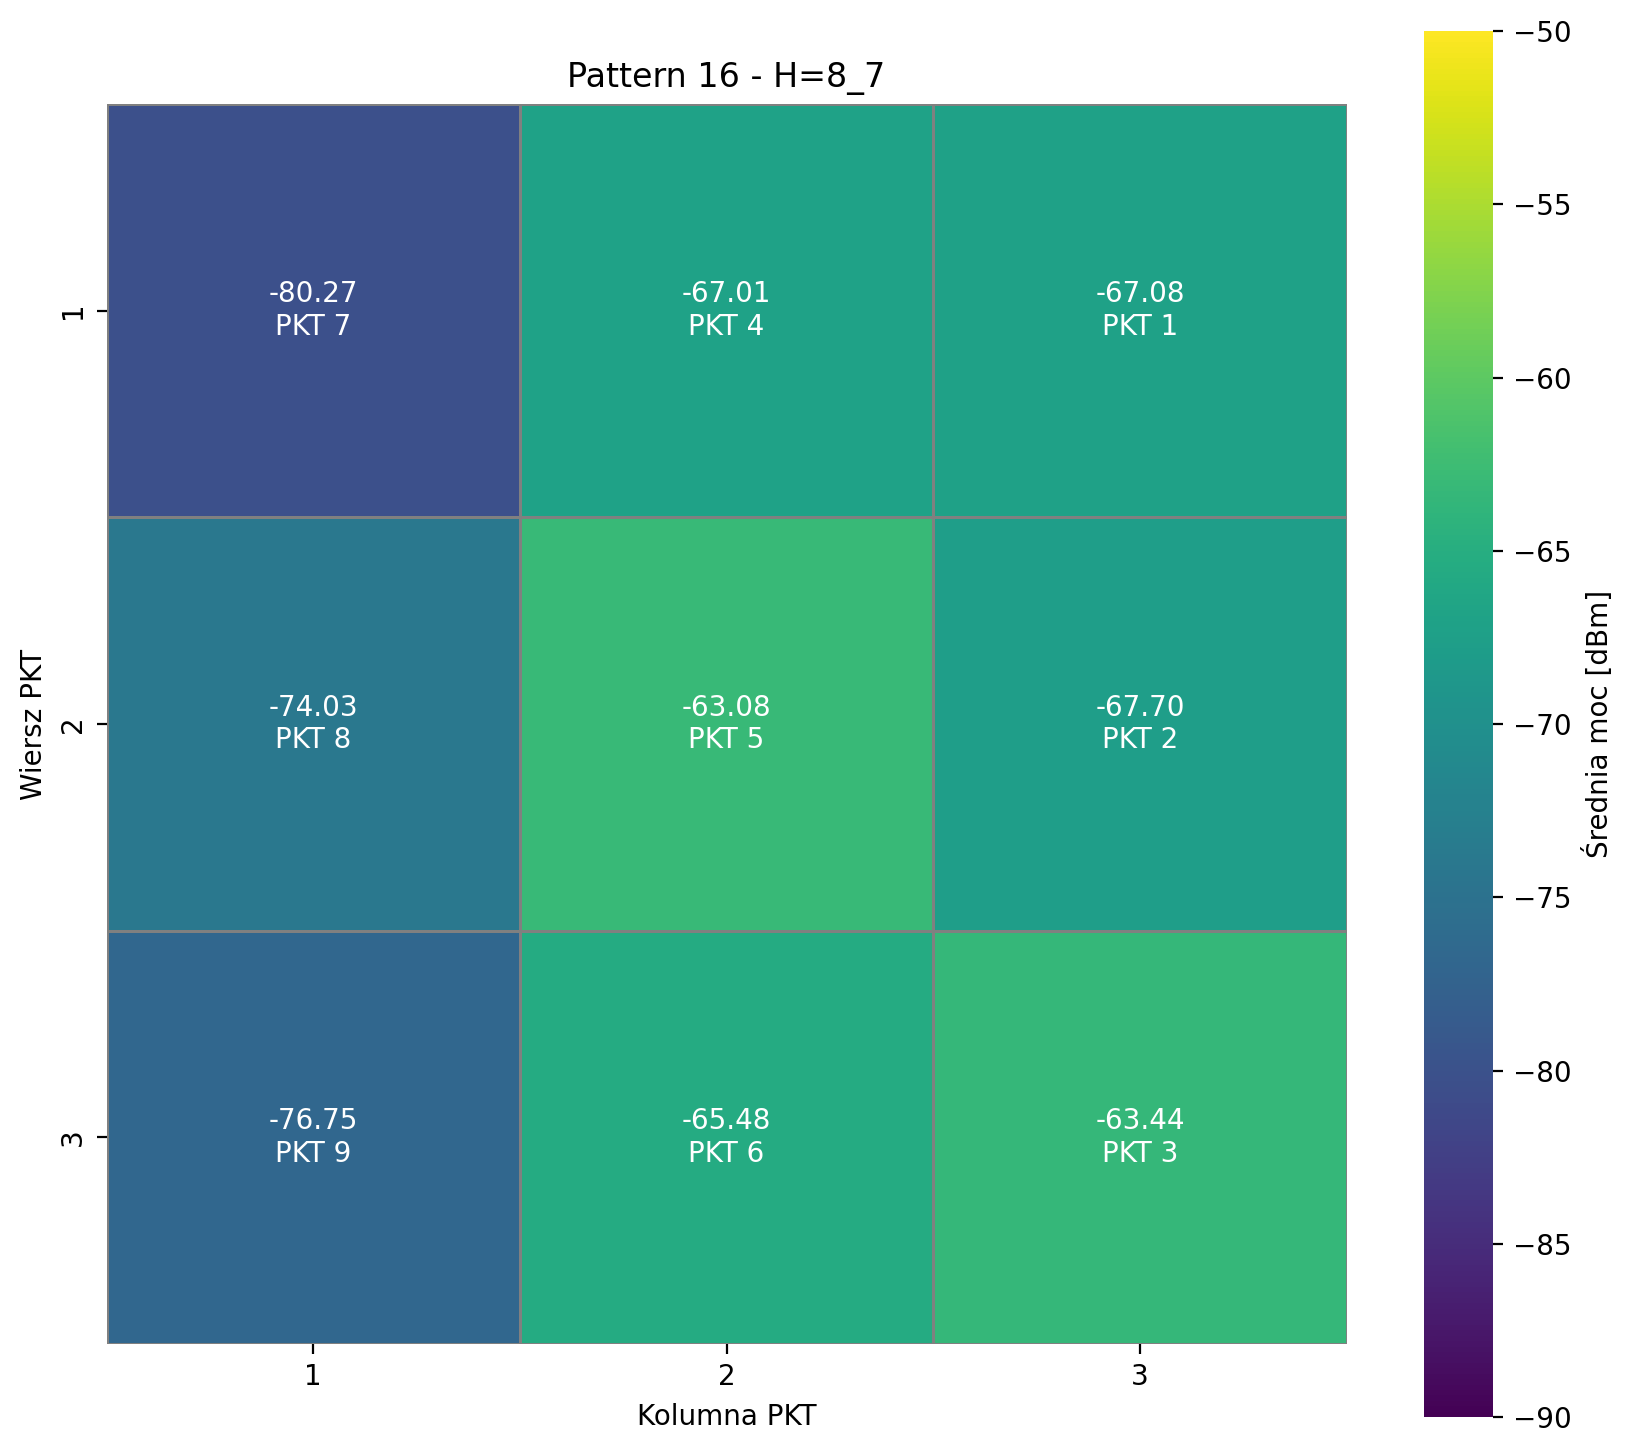 Pattern 16 - H=8_7
-80.27
PKT 7
-67.01
PKT 4
-67.08
PKT 1
-74.03
PKT 8
-63.08
PKT 5
-67.70
PKT 2
-76.75
PKT 9
-65.48
PKT 6
-63.44
PKT 3
1
2
3
Wiersz PKT
1
2
3
Kolumna PKT
−50
−55
−60
−65
−70
−75
−80
−85
−90
Średnia moc [dBm]